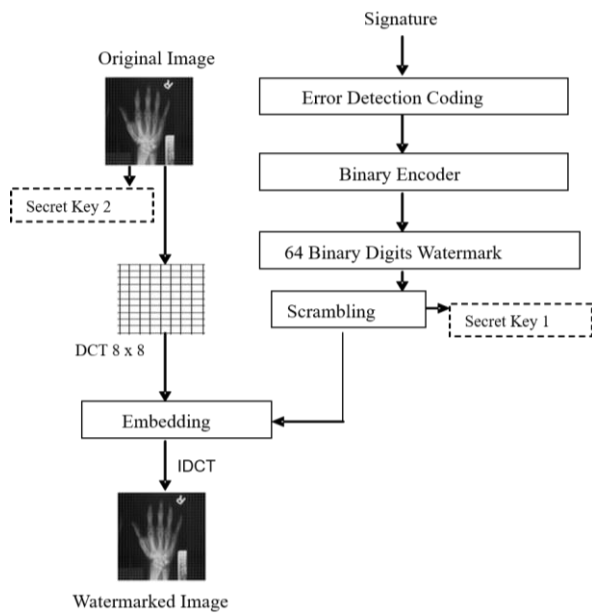 Signature
Original Image
Error Detection Coding
Binary Encoder
Secret Key 2
64 Binary Digits Watermark
Scrambling
Secret Key 1
DCT 8 x 8
Embedding
IDCT
Watermarked Image